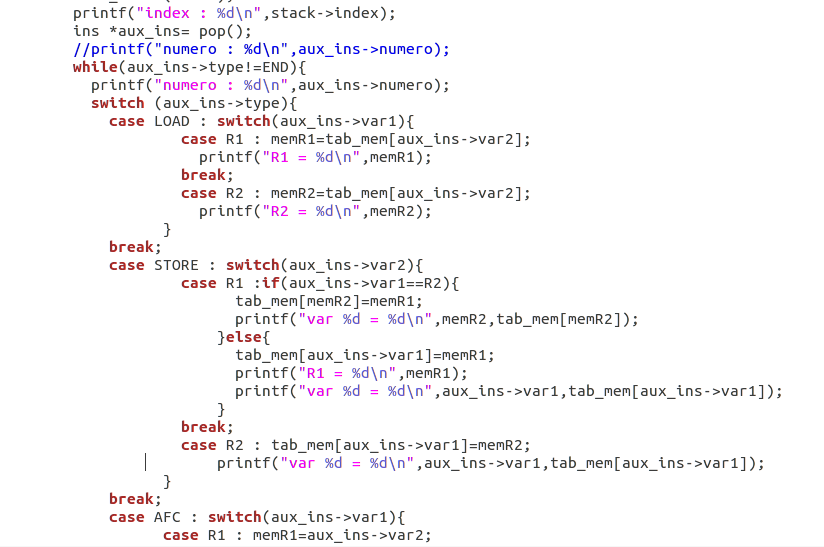 printf("index : %d\n",stack->index);
ins *aux_ins= pop();
//printf("numero : %d\n",aux_ins->numero);
while(aux_ins->type!=END){
printf("numero : %d\n",aux_ins->numero);
switch (aux_ins->type){
case LOAD : switch(aux_ins->var1){
case R1 : memR1=tab_mem[aux_ins->var2];
printf("R1 = %d\n",memR1);
break;
case R2 : memR2=tab_mem[aux_ins->var2];
printf("R2 = %d\n",memR2);
}
break;
case STORE : switch(aux_ins->var2){
case R1 :if(aux_ins->var1==R2){
tab_mem[memR2]=memR1;
printf("var %d = %d\n",memR2,tab_mem[memR2]);
}else{
tab_mem[aux_ins->var1]=memR1;
printf("R1 = %d\n",memR1);
printf("var %d = %d\n",aux_ins->var1,tab_mem[aux_ins->var1]);
}
break;
case R2 : tab_mem[aux_ins->var1]=memR2;
printf("var %d = %d\n",aux_ins->var1,tab_mem[aux_ins->var1]);
}
break;
case AFC : switch(aux_ins->var1){
case R1 : memR1=aux_ins->var2;